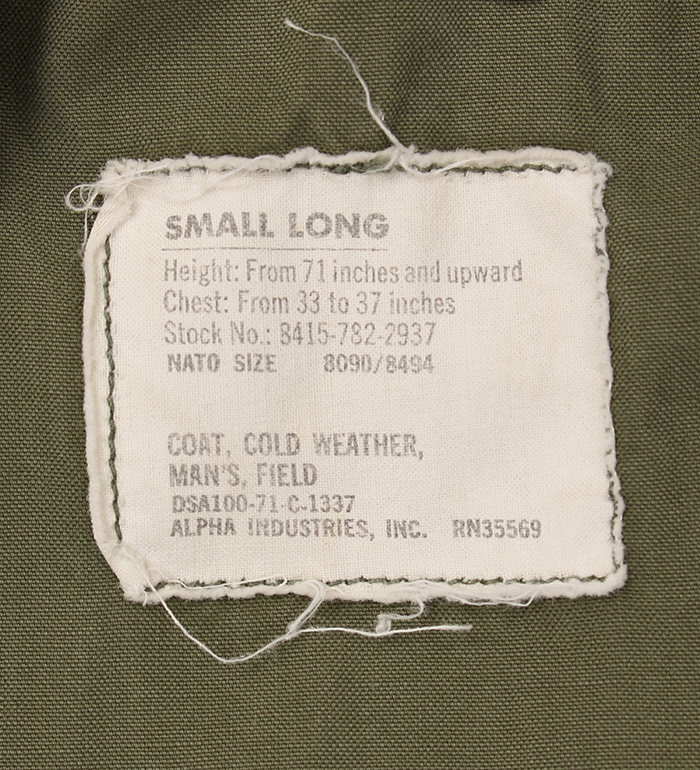 SMALL LONG
Height: From 71 inches and upward
Chest: From 33 to 37 inches
Stock No.: 8415-782-2937
NATO SIZE 8090/8494
COAT, COLD WEATHER,
MAN'S, FIELD
DSA100-71-C-1337
ALPHA INDUSTRIES, INC. RN35569